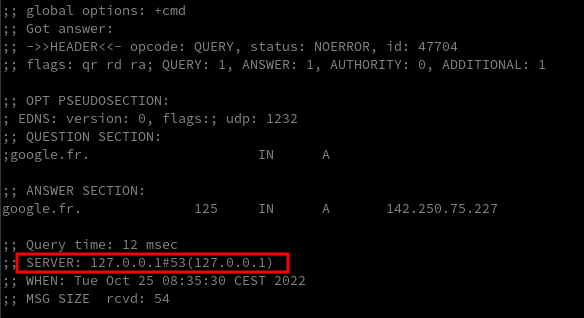 ;; global options: +cmd
;; Got answer:
;; ->>HEADER<<- opcode: QUERY, status: NOERROR, id: 47704
;; flags: qr rd ra; QUERY: 1, ANSWER: 1, AUTHORITY: 0, ADDITIONAL: 1

;; OPT PSEUDOSECTION:
; EDNS: version: 0, flags:; udp: 1232
;; QUESTION SECTION:
;google.fr. IN A

;; ANSWER SECTION:
google.fr. 125 IN A 142.250.75.227

;; Query time: 12 msec
;; SERVER: 127.0.0.1#53(127.0.0.1)
;; WHEN: Tue Oct 25 08:35:30 CEST 2022
;; MSG SIZE rcvd: 54